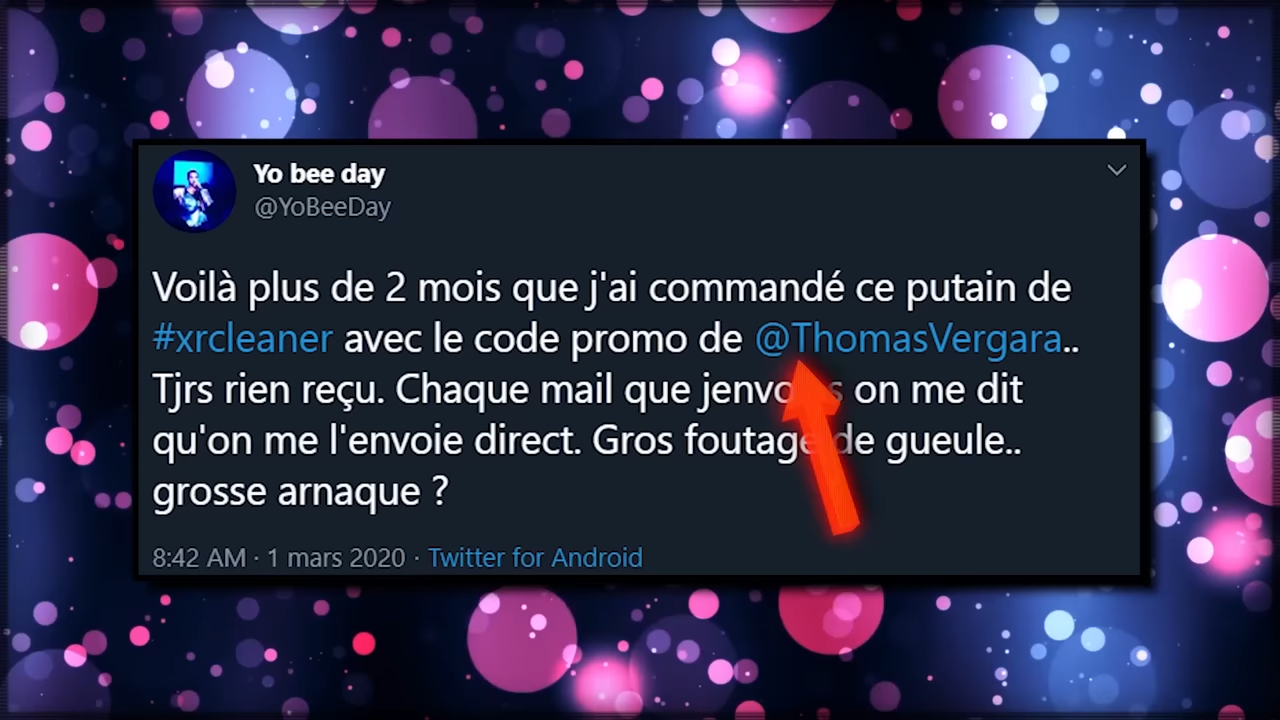 Yo bee day
@YoBeeDay
Voilà plus de 2 mois que j'ai commandé ce putain de
#xrcleaner avec le code promo de @ThomasVergara..
Tjrs rien reçu. Chaque mail que on me dit
qu'on me l'envoie direct. Gros foutage de gueule..
grosse arnaque ?
8:42 AM · 1 mars 2020 · Twitter for Android